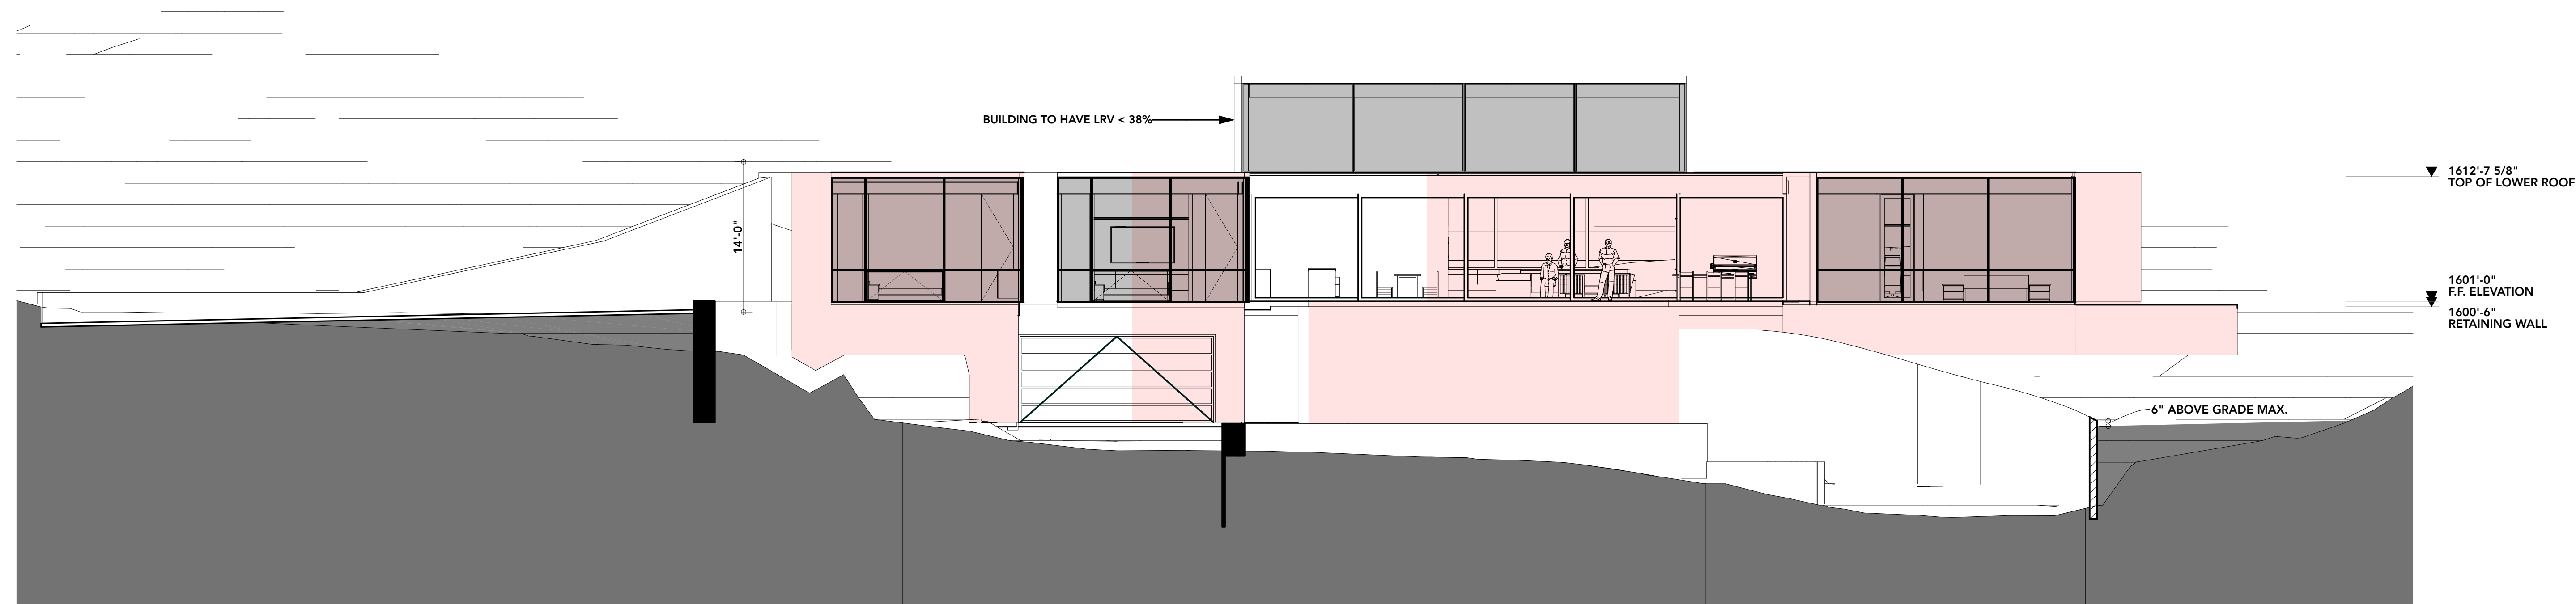 BUILDING TO HAVE LRV < 38%
14'-0"
1612'-7 5/8"
TOP OF LOWER ROOF
1601'-0"
F.F. ELEVATION
1600'-6"
RETAINING WALL
6" ABOVE GRADE MAX.